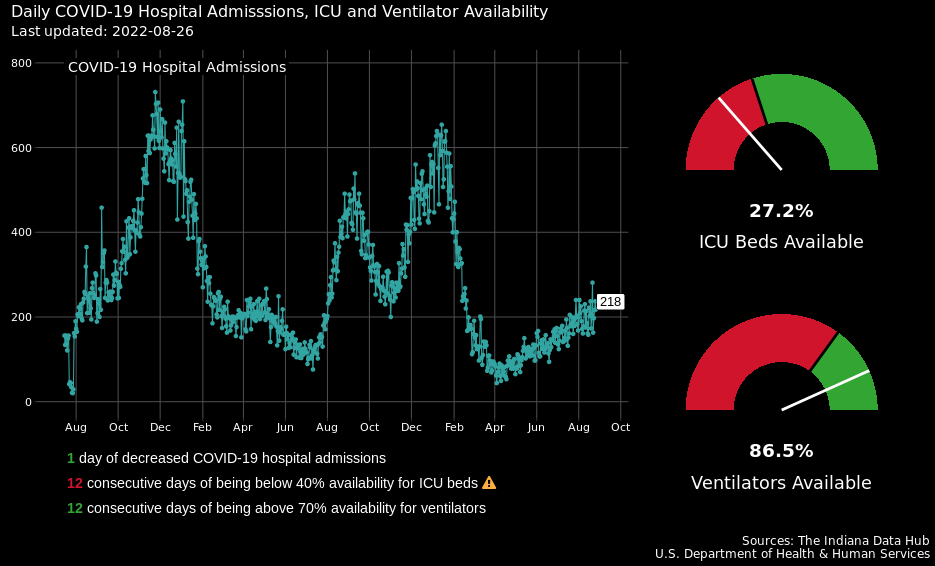 Daily COVID-19 Hospital Admisssions, ICU and Ventilator Availability
Last updated: 2022-08-26
COVID-19 Hospital Admissions
800
600
400
200
0
218
Aug Oct Dec Feb Apr Jun Aug Oct Dec Feb Apr Jun Aug Oct
1 day of decreased COVID-19 hospital admissions
12 consecutive days of being below 40% availability for ICU beds ⚠
12 consecutive days of being above 70% availability for ventilators
27.2%
ICU Beds Available
86.5%
Ventilators Available
Sources: The Indiana Data Hub
U.S. Department of Health & Human Services